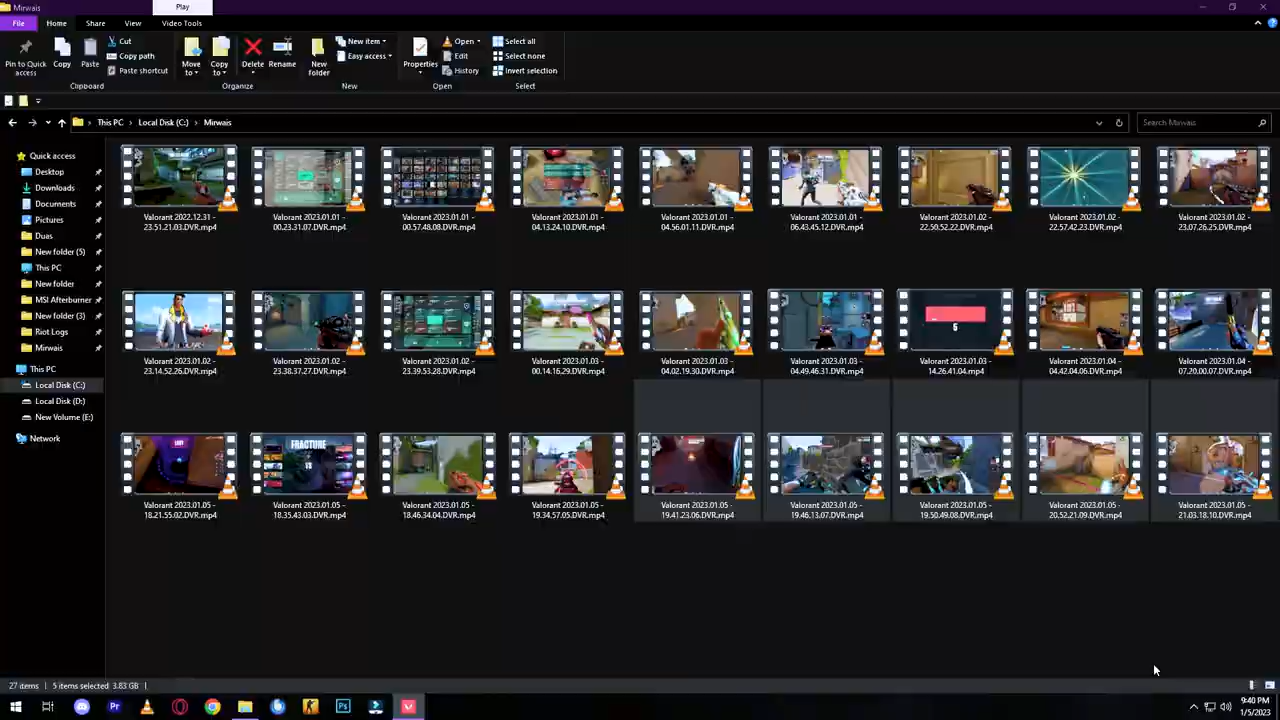 Mirwais
Play
File
Home
Share
View
Video Tools
Pin to Quick
access
Copy
Paste
Cut
Copy path
Paste shortcut
Clipboard
Move
to
Copy
to
Delete
Rename
Organize
New
folder
New item
Easy access
New
Properties
Open
Edit
History
Open
Select all
Select none
Invert selection
Select
This PC
Local Disk (C:)
Mirwais
Search Mirwais
Quick access
Desktop
Downloads
Documents
Pictures
Duas
New folder (5)
This PC
New folder
MSI Afterburner
New folder (3)
Riot Logs
Mirwais
This PC
Local Disk (C:)
Local Disk (D:)
New Volume (E:)
Network
Valorant 2022.12.31 -
23.51.21.03.DVR.mp4
Valorant 2023.01.01 -
00.23.31.07.DVR.mp4
Valorant 2023.01.01 -
00.57.48.08.DVR.mp4
Valorant 2023.01.01 -
04.13.24.10.DVR.mp4
Valorant 2023.01.01 -
04.56.01.11.DVR.mp4
Valorant 2023.01.01 -
06.43.45.12.DVR.mp4
Valorant 2023.01.02 -
22.50.52.22.DVR.mp4
Valorant 2023.01.02 -
22.57.42.23.DVR.mp4
Valorant 2023.01.02 -
23.07.26.25.DVR.mp4
Valorant 2023.01.02 -
23.14.52.26.DVR.mp4
Valorant 2023.01.02 -
23.38.37.27.DVR.mp4
Valorant 2023.01.02 -
23.39.53.28.DVR.mp4
Valorant 2023.01.03 -
00.14.16.29.DVR.mp4
Valorant 2023.01.03 -
04.02.19.30.DVR.mp4
Valorant 2023.01.03 -
04.49.46.31.DVR.mp4
5
Valorant 2023.01.03 -
14.26.41.04.mp4
Valorant 2023.01.04 -
04.42.04.06.DVR.mp4
Valorant 2023.01.04 -
07.20.00.07.DVR.mp4
Valorant 2023.01.05 -
18.21.55.02.DVR.mp4
FRACTURE
Valorant 2023.01.05 -
18.35.43.03.DVR.mp4
Valorant 2023.01.05 -
18.46.34.04.DVR.mp4
Valorant 2023.01.05 -
19.34.57.05.DVR.mp4
Valorant 2023.01.05 -
19.41.23.06.DVR.mp4
Valorant 2023.01.05 -
19.46.13.07.DVR.mp4
Valorant 2023.01.05 -
19.50.49.08.DVR.mp4
Valorant 2023.01.05 -
20.52.21.09.DVR.mp4
Valorant 2023.01.05 -
21.03.18.10.DVR.mp4
27 items
5 items selected 3.83 GB
Pr
Ps
9:40 PM
1/5/2023